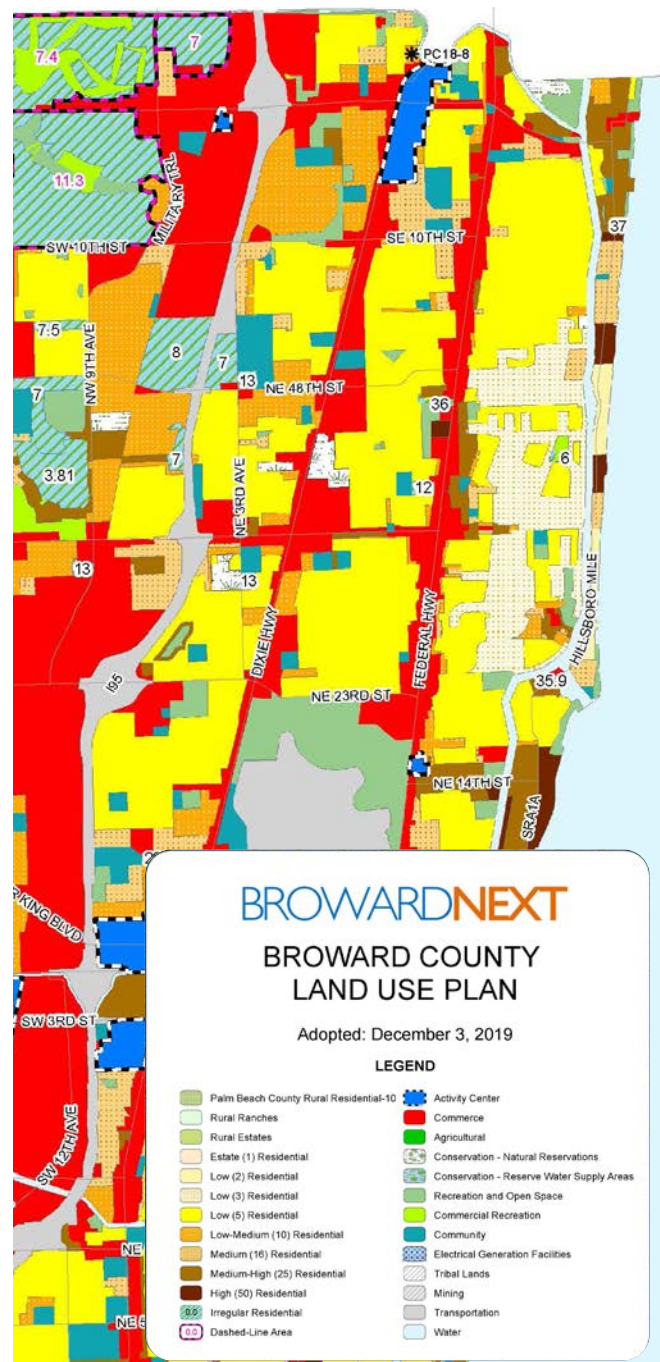 7.4
7
PC18-8
11.3
MILITARY TRL
SW 10TH ST
SE 10TH ST
37
7.5
NW 9TH AVE
8
7
7
13
NE 48TH ST
36
3.81
7
NE 3RD AVE
12
6
13
13
DIXIE HWY
FEDERAL HWY
HILLSBORO MILE
I95
NE 23RD ST
35.9
NE 14TH ST
SRA1A
KING BLVD
SW 3RD ST
SW 12TH AVE
NE
NE 5
BROWARDNEXT
BROWARD COUNTY
LAND USE PLAN
Adopted: December 3, 2019
LEGEND
Palm Beach County Rural Residential-10
Rural Ranches
Rural Estates
Estate (1) Residential
Low (2) Residential
Low (3) Residential
Low (5) Residential
Low-Medium (10) Residential
Medium (16) Residential
Medium-High (25) Residential
High (50) Residential
0.0 Irregular Residential
0.0 Dashed-Line Area
Activity Center
Commerce
Agricultural
Conservation - Natural Reservations
Conservation - Reserve Water Supply Areas
Recreation and Open Space
Commercial Recreation
Community
Electrical Generation Facilities
Tribal Lands
Mining
Transportation
Water